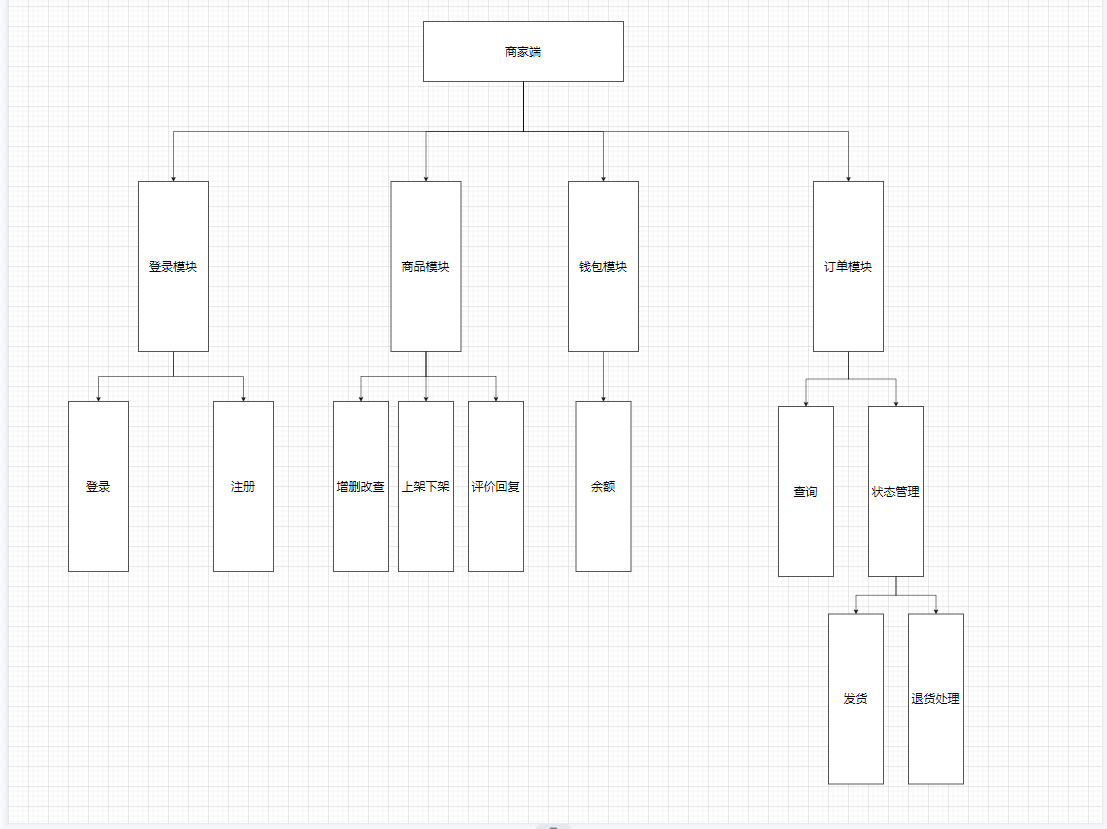 商家端
登录模块
商品模块
钱包模块
订单模块
登录
注册
增删改查
上架下架
评价回复
余额
查询
状态管理
发货
退货处理